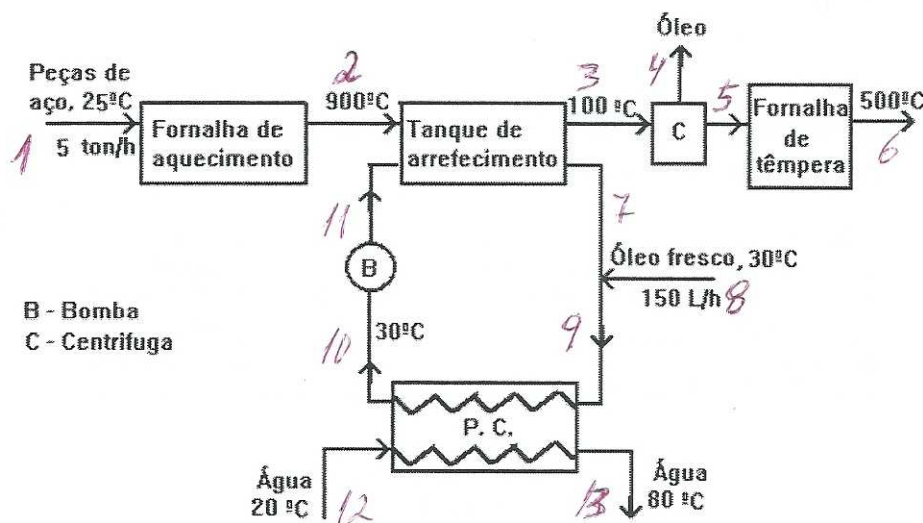 Óleo
Peças de
aço, 25ºC
1
5 ton/h
Fornalha de
aquecimento
2
900ºC
Tanque de
arrefecimento
3
100 ºC
4
C
5
Fornalha
de
têmpera
500ºC
6
11
7
B
Óleo fresco, 30ºC
150 L/h 8
B - Bomba
C - Centrifuga
10
30ºC
9
P. C.
Água
20 ºC
12
13
Água
80 ºC